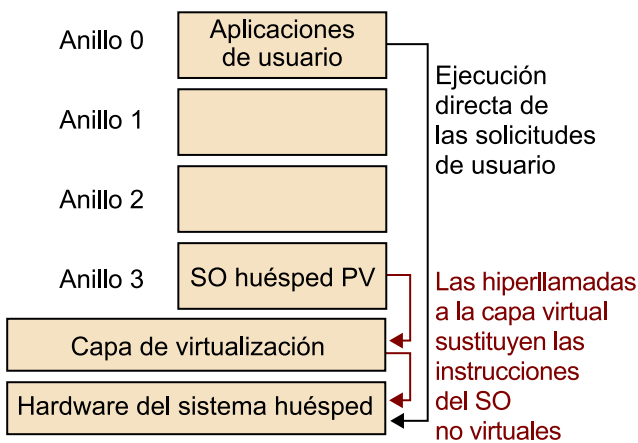 Anillo 0
Aplicaciones
de usuario
Anillo 1
Anillo 2
Anillo 3
SO huésped PV
Capa de virtualización
Hardware del sistema huésped
Ejecución
directa de
las solicitudes
de usuario
Las hiperllamadas
a la capa virtual
sustituyen las
instrucciones
del SO
no virtuales